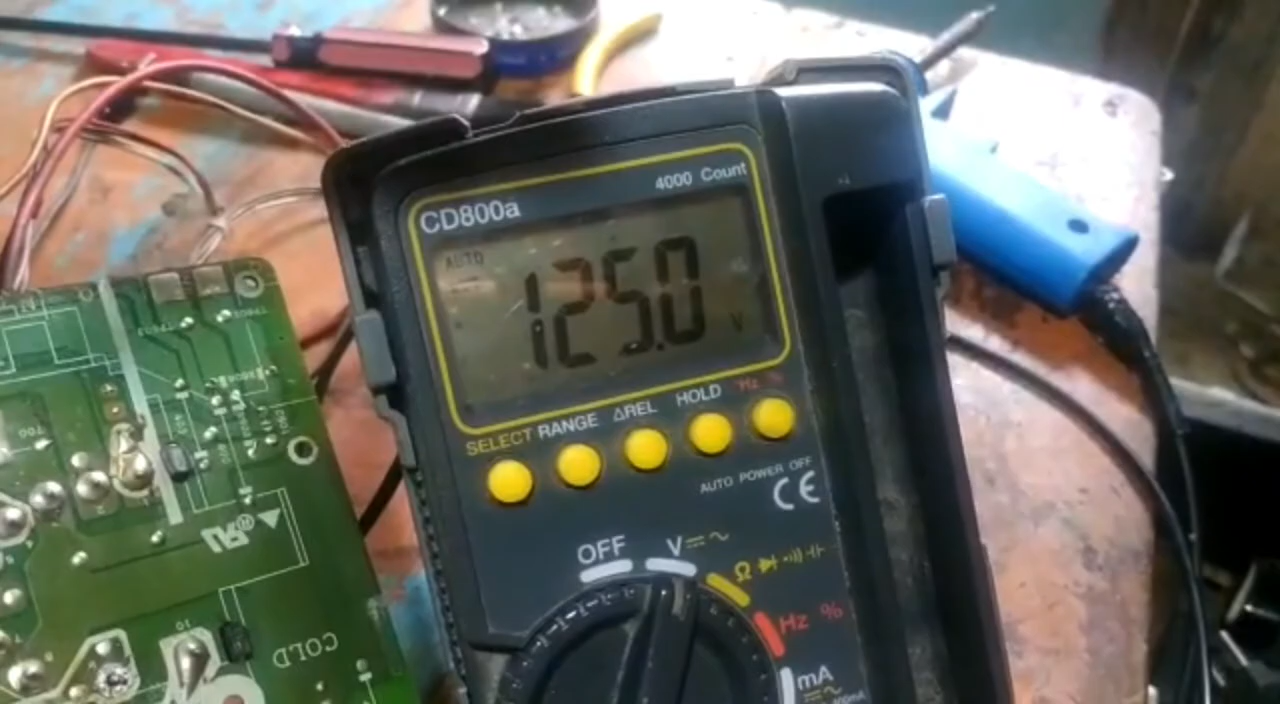 4000 Count
CD800a
AUTO
125.0
V
SELECT RANGE ΔREL HOLD Hz %
AUTO POWER OFF
CE
OFF V
Ω
Hz %
mA
COLD